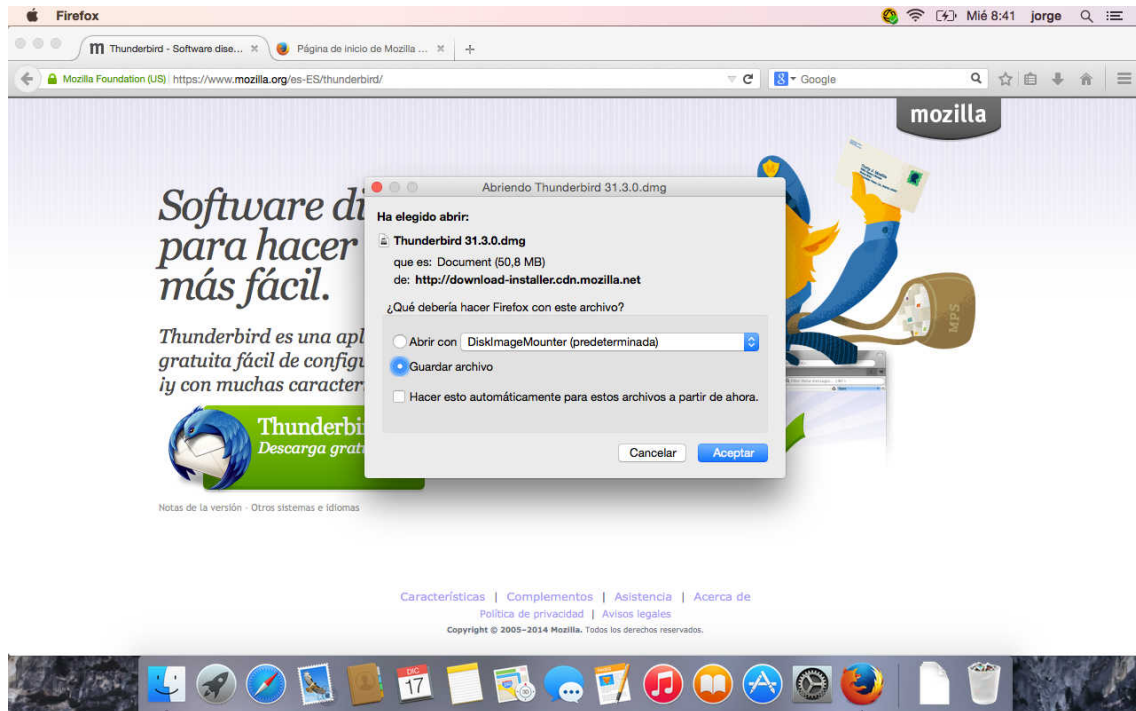 Firefox
Mié 8:41 jorge
Thunderbird - Software dise...
Página de inicio de Mozilla ...
Mozilla Foundation (US) https://www.mozilla.org/es-ES/thunderbird/
Google
mozilla
Software di
para hacer
más fácil.
Thunderbird es una apl
gratuita fácil de config
¡y con muchas caracter
Thunderbi
Descarga grat
Notas de la versión - Otros sistemas e idiomas
Abriendo Thunderbird 31.3.0.dmg
Ha elegido abrir:
Thunderbird 31.3.0.dmg
que es: Document (50,8 MB)
de: http://download-installer.cdn.mozilla.net
¿Qué debería hacer Firefox con este archivo?
Abrir con DiskImageMounter (predeterminada)
Guardar archivo
Hacer esto automáticamente para estos archivos a partir de ahora.
Cancelar Aceptar
MPS
Características | Complementos | Asistencia | Acerca de
Política de privacidad | Avisos legales
Copyright © 2005–2014 Mozilla. Todos los derechos reservados.
DIC
17